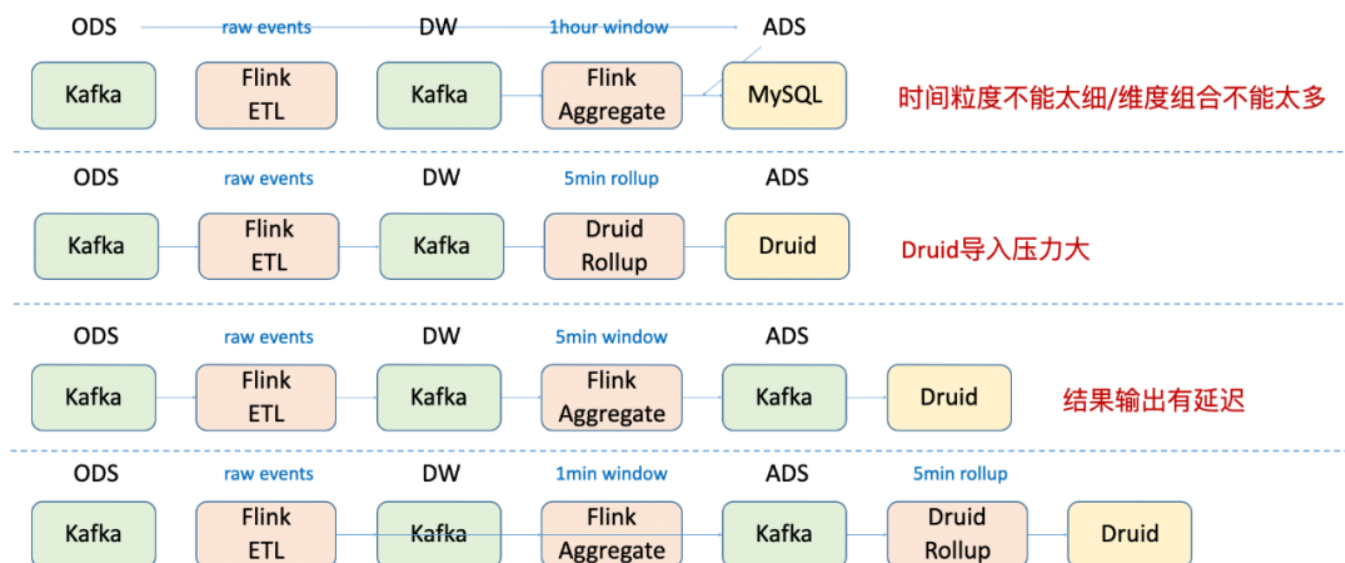 ODS raw events DW 1hour window ADS
Kafka Flink ETL Kafka Flink Aggregate MySQL 时间粒度不能太细/维度组合不能太多
ODS raw events DW 5min rollup ADS
Kafka Flink ETL Kafka Druid Rollup Druid Druid导入压力大
ODS raw events DW 5min window ADS
Kafka Flink ETL Kafka Flink Aggregate Kafka Druid 结果输出有延迟
ODS raw events DW 1min window ADS 5min rollup
Kafka Flink ETL Kafka Flink Aggregate Kafka Druid Rollup Druid